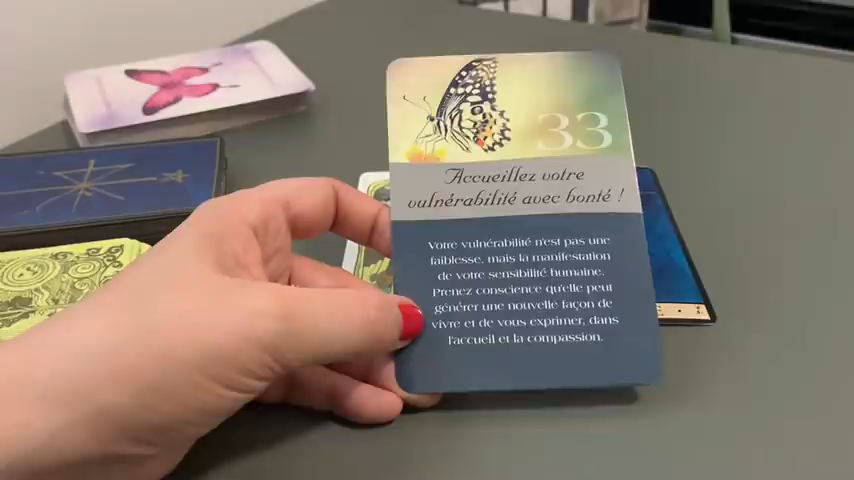 33
Accueillez votre
vulnérabilité avec bonté !
Votre vulnérabilité n'est pas une
faiblesse, mais la manifestation
de votre sensibilité humaine.
Prenez conscience qu'elle peut
générer une nouvelle façon de
vivre et de vous exprimer, dans
l'accueil et la compassion.